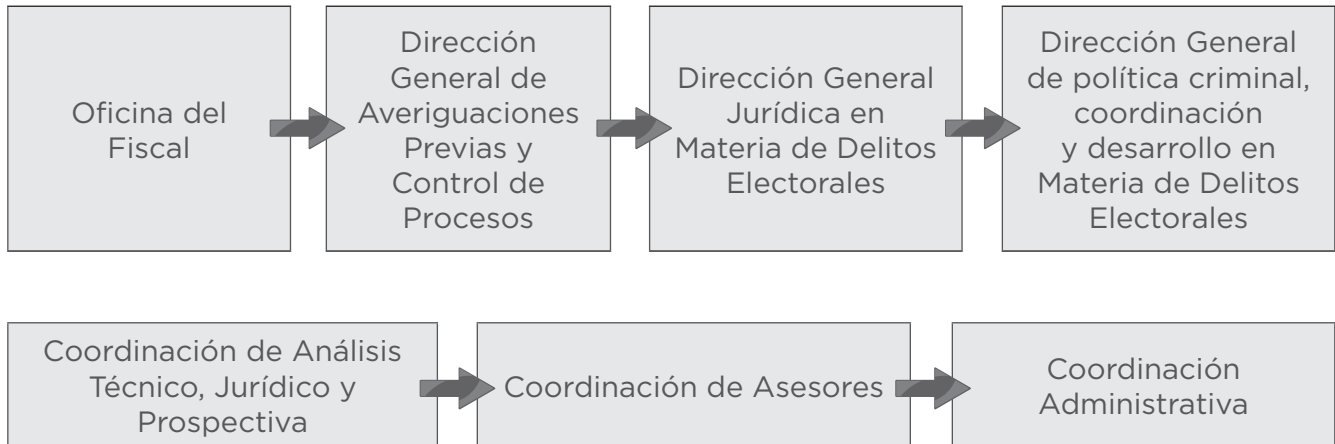 Oficina del
Fiscal
Dirección
General de
Averiguaciones
Previas y
Control de
Procesos
Dirección General
Jurídica en
Materia de Delitos
Electorales
Dirección General
de política criminal,
coordinación
y desarrollo en
Materia de Delitos
Electorales
Coordinación de Análisis
Técnico, Jurídico y
Prospectiva
Coordinación de Asesores
Coordinación
Administrativa